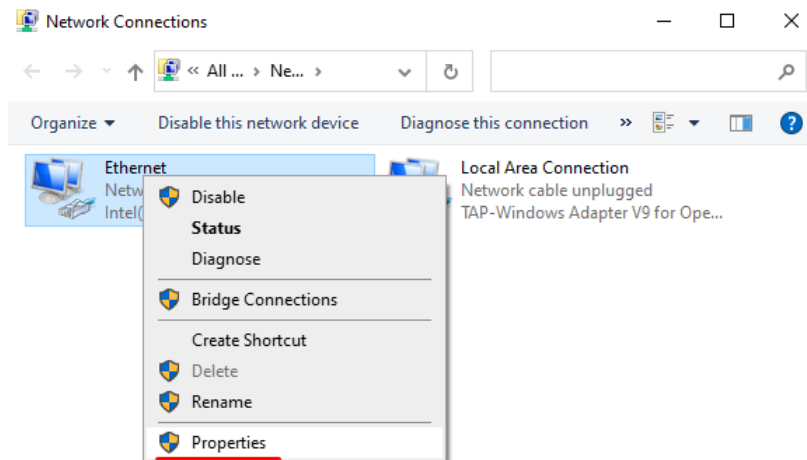 Network Connections
« All ... › Ne... ›
Organize Disable this network device Diagnose this connection »
Ethernet
Netw
Intel(
Local Area Connection
Network cable unplugged
TAP-Windows Adapter V9 for Ope...
Disable
Status
Diagnose
Bridge Connections
Create Shortcut
Delete
Rename
Properties